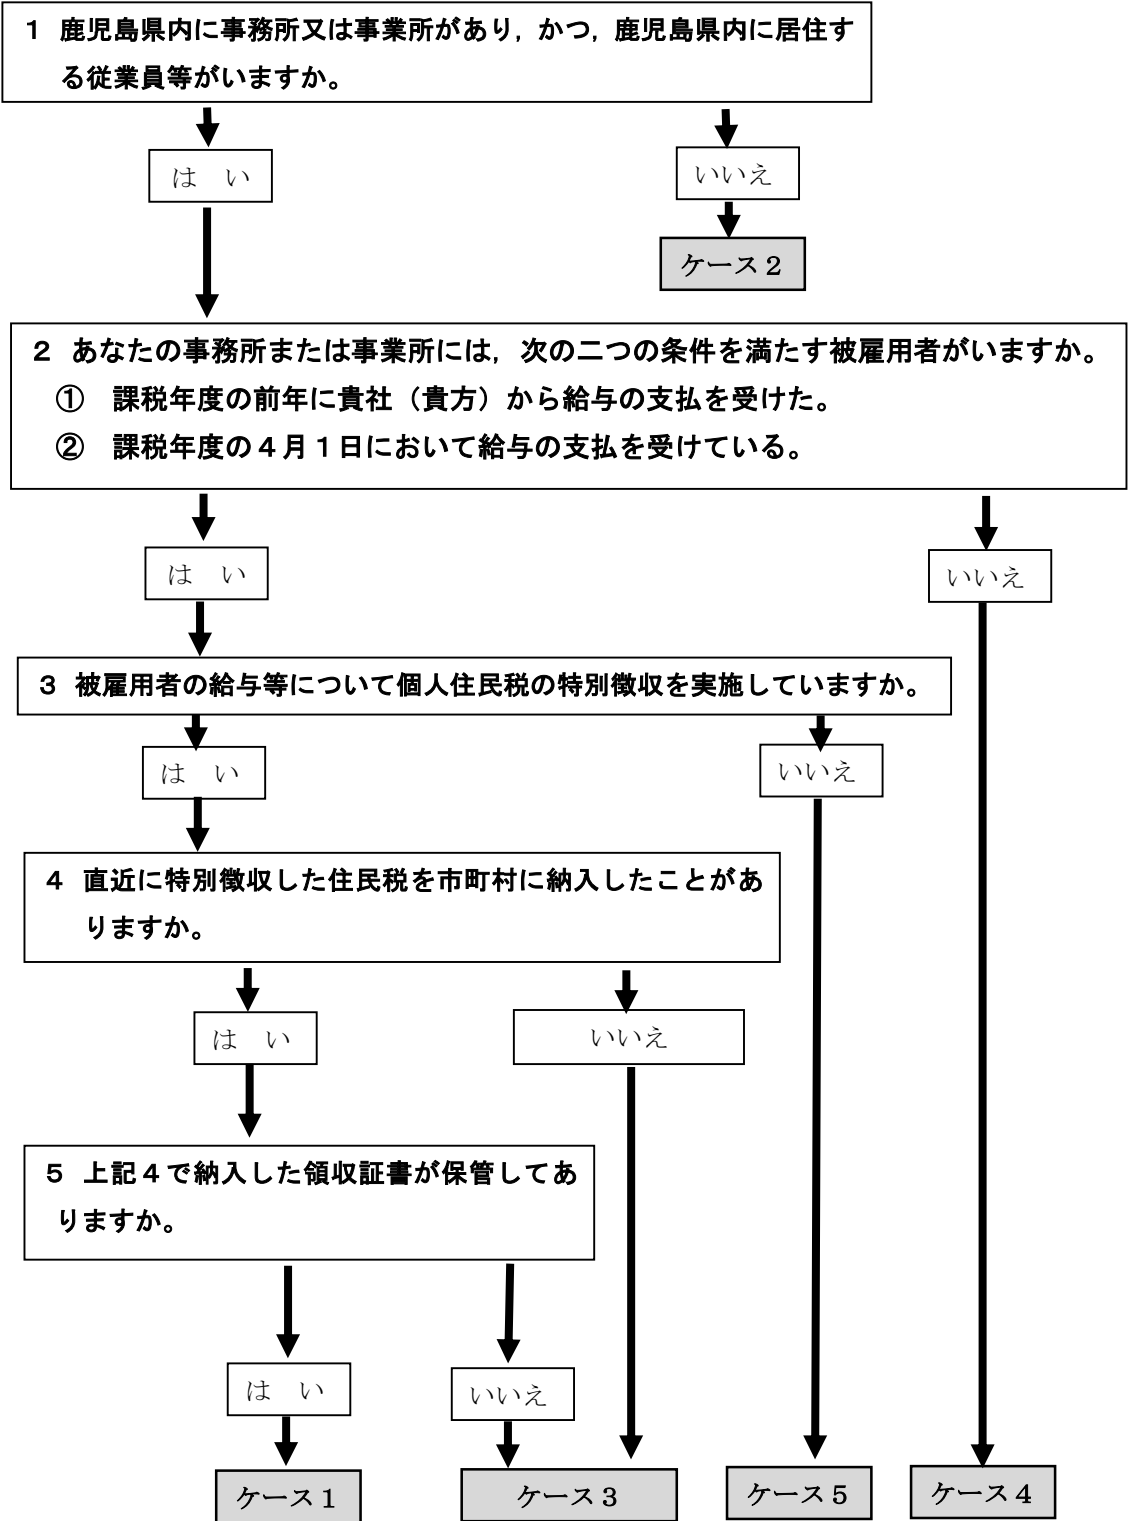 1 鹿児島県内に事務所又は事業所があり，かつ，鹿児島県内に居住す
る従業員等がいますか。
は　い
いいえ
ケース２
２ あなたの事務所または事業所には，次の二つの条件を満たす被雇用者がいますか。
①　課税年度の前年に貴社（貴方）から給与の支払を受けた。
②　課税年度の４月１日において給与の支払を受けている。
は　い
いいえ
３ 被雇用者の給与等について個人住民税の特別徴収を実施していますか。
は　い
いいえ
４ 直近に特別徴収した住民税を市町村に納入したことがあ
りますか。
は　い
いいえ
５ 上記４で納入した領収証書が保管してあ
りますか。
は　い
いいえ
ケース１
ケース３
ケース５
ケース４